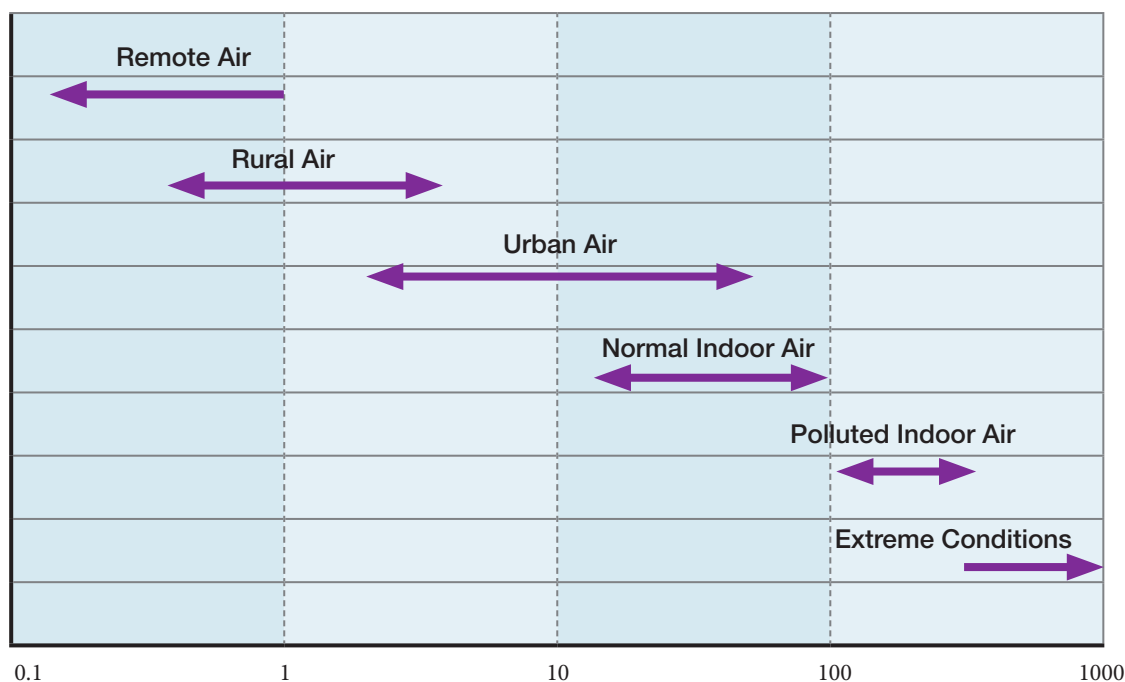 Remote Air
Rural Air
Urban Air
Normal Indoor Air
Polluted Indoor Air
Extreme Conditions
0.1 1 10 100 1000